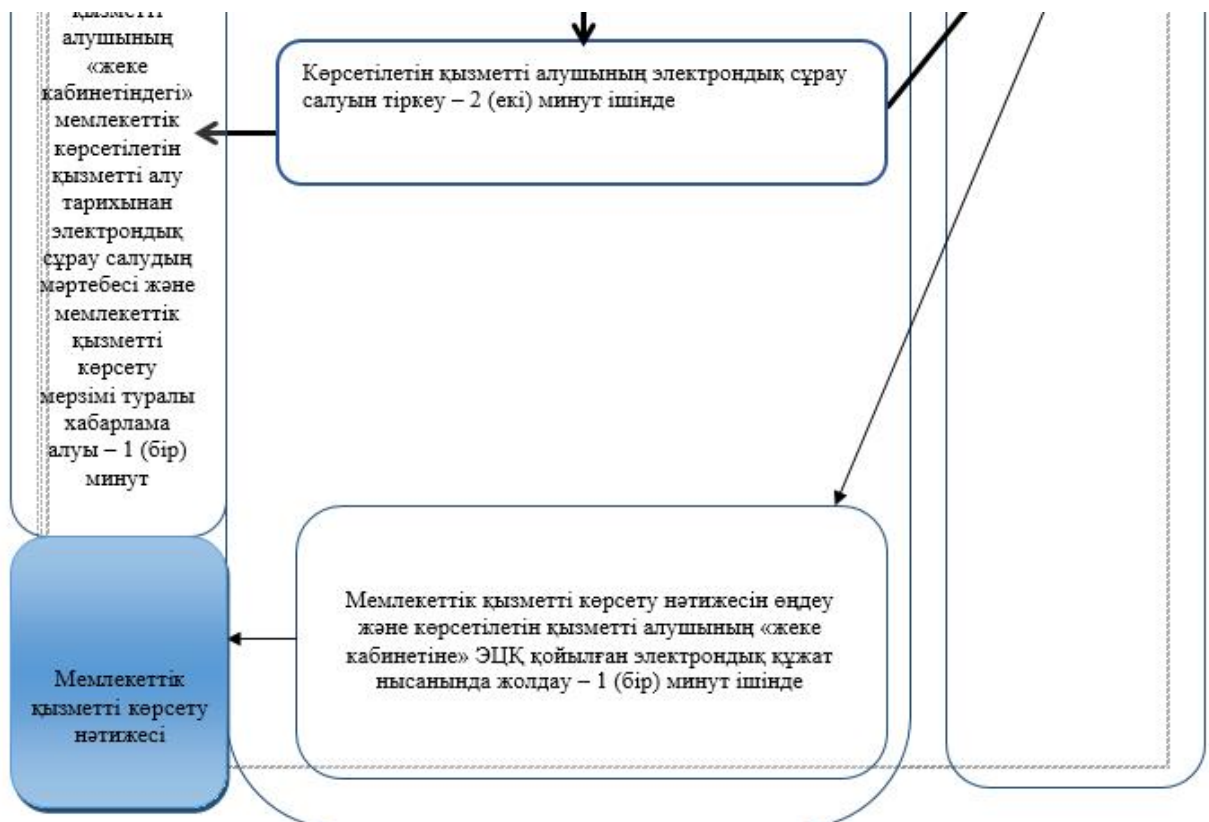 қызметті
алушының
«жеке
кабинетіндегі»
мемлекеттік
көрсетілетін
қызметті алу
тарихынан
электрондық
сұрау салудың
мәртебесі және
мемлекеттік
қызметті
көрсету
мерзімі туралы
хабарлама
алуы – 1 (бір)
минут
Көрсетілетін қызметті алушының электрондық сұрау
салуын тіркеу – 2 (екі) минут ішінде
Мемлекеттік қызметті көрсету нәтижесін өңдеу
және көрсетілетін қызметті алушының «жеке
кабинетіне» ЭЦҚ қойылған электрондық құжат
нысанында жолдау – 1 (бір) минут ішінде
Мемлекеттік
қызметті көрсету
нәтижесі